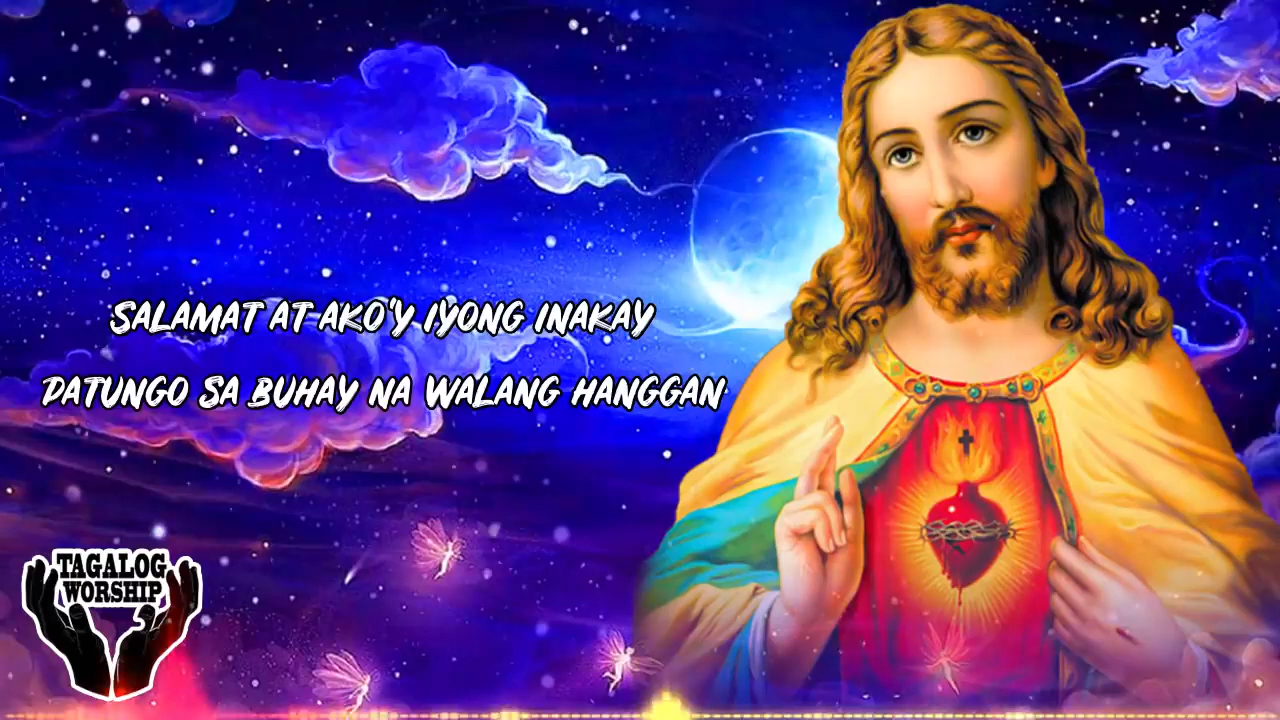 SALAMAT AT AKO'Y IYONG INAKAY
PATUNGO SA BUHAY NA WALANG HANGGAN
TAGALOG
WORSHIP